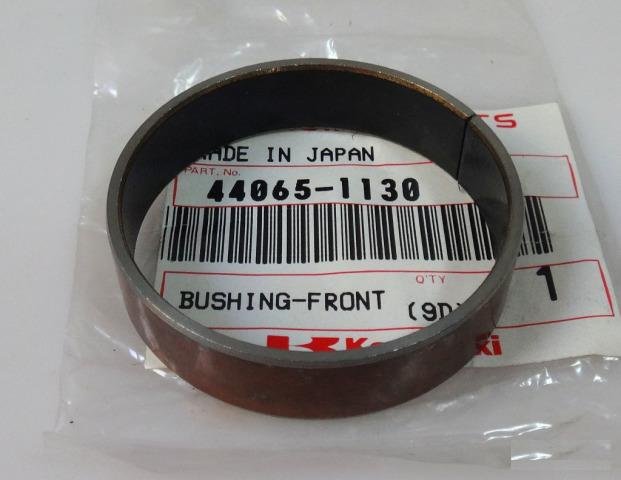 MADE IN JAPAN
PART. No.
44065-1130
Q'TY
BUSHING-FRONT (9D) 1